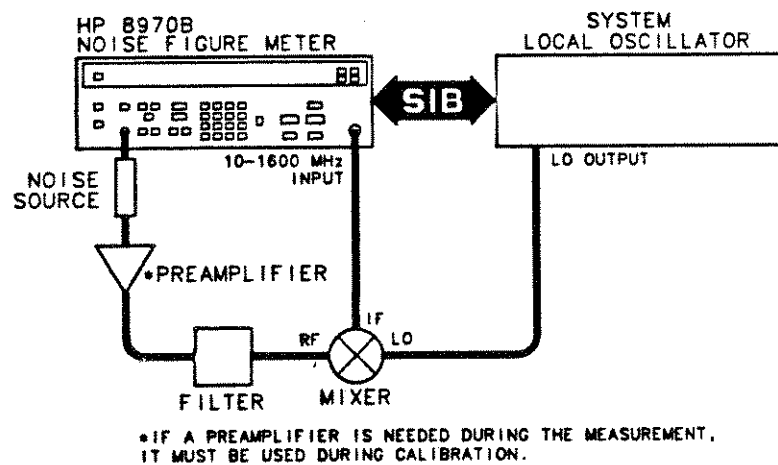 HP 8970B
NOISE FIGURE METER
SYSTEM
LOCAL OSCILLATOR
SIB
10-1600 MHz
INPUT
LO OUTPUT
NOISE
SOURCE
*PREAMPLIFIER
IF
RF
LO
FILTER
MIXER
*IF A PREAMPLIFIER IS NEEDED DURING THE MEASUREMENT,
IT MUST BE USED DURING CALIBRATION.